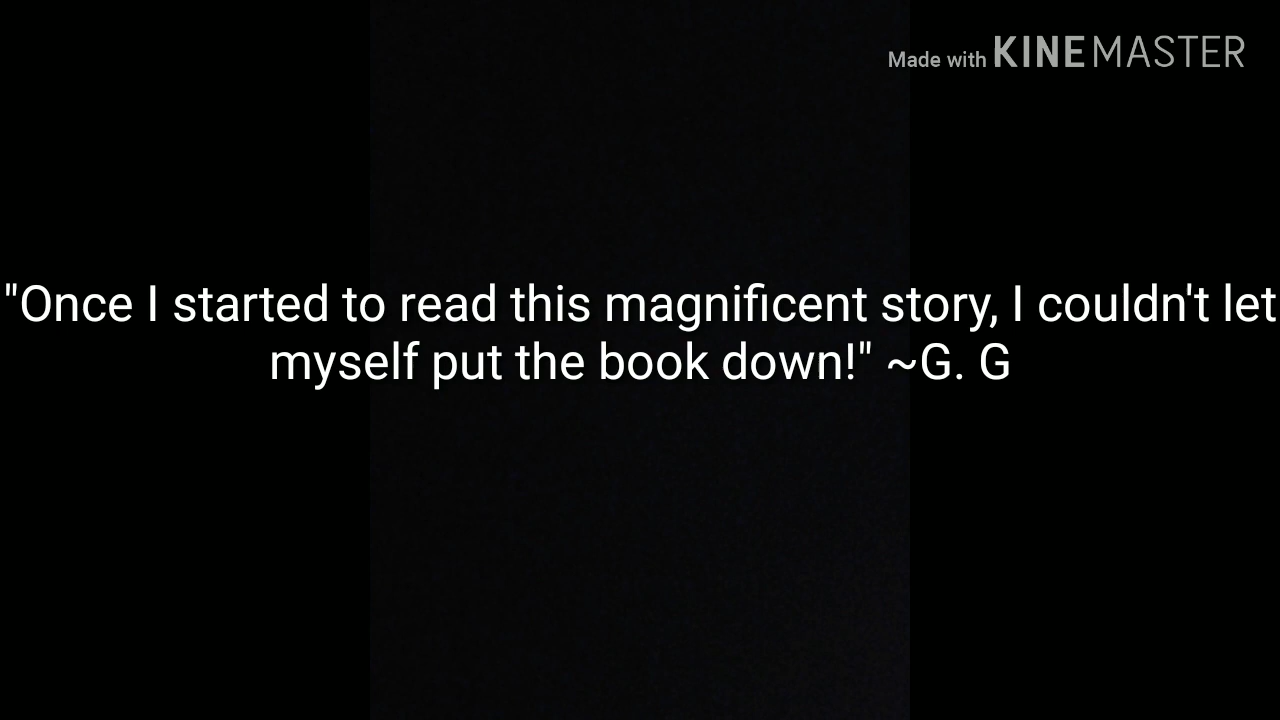 Made with KINEMASTER
"Once I started to read this magnificent story, I couldn't let
myself put the book down!" ~G. G